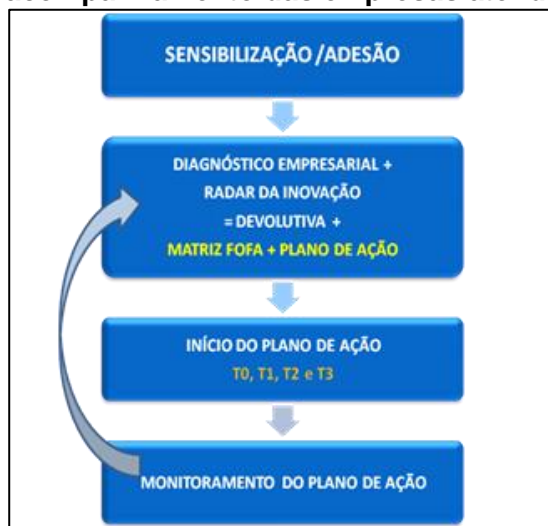 SENSIBILIZAÇÃO /ADESÃO
DIAGNÓSTICO EMPRESARIAL +
RADAR DA INOVAÇÃO
= DEVOLUTIVA +
MATRIZ FOFA + PLANO DE AÇÃO
INÍCIO DO PLANO DE AÇÃO
T0, T1, T2 e T3
MONITORAMENTO DO PLANO DE AÇÃO